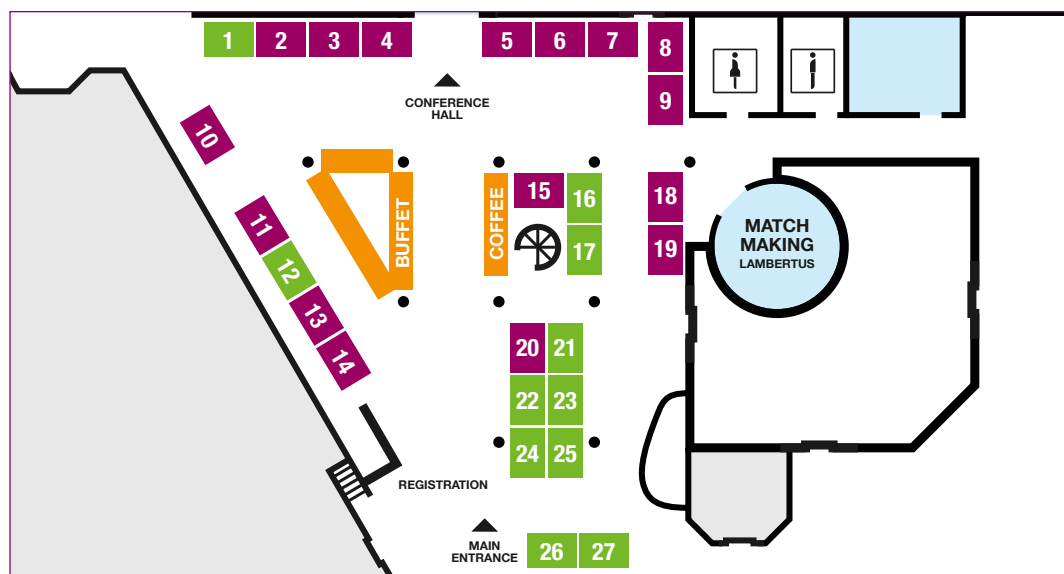 1 2 3 4 5 6 7 8
9
CONFERENCE
HALL
10
BUFFET
COFFEE
15 16
17
18
19
MATCH
MAKING
LAMBERTUS
11
12
13
14
20 21
22 23
24 25
REGISTRATION
MAIN
ENTRANCE
26 27